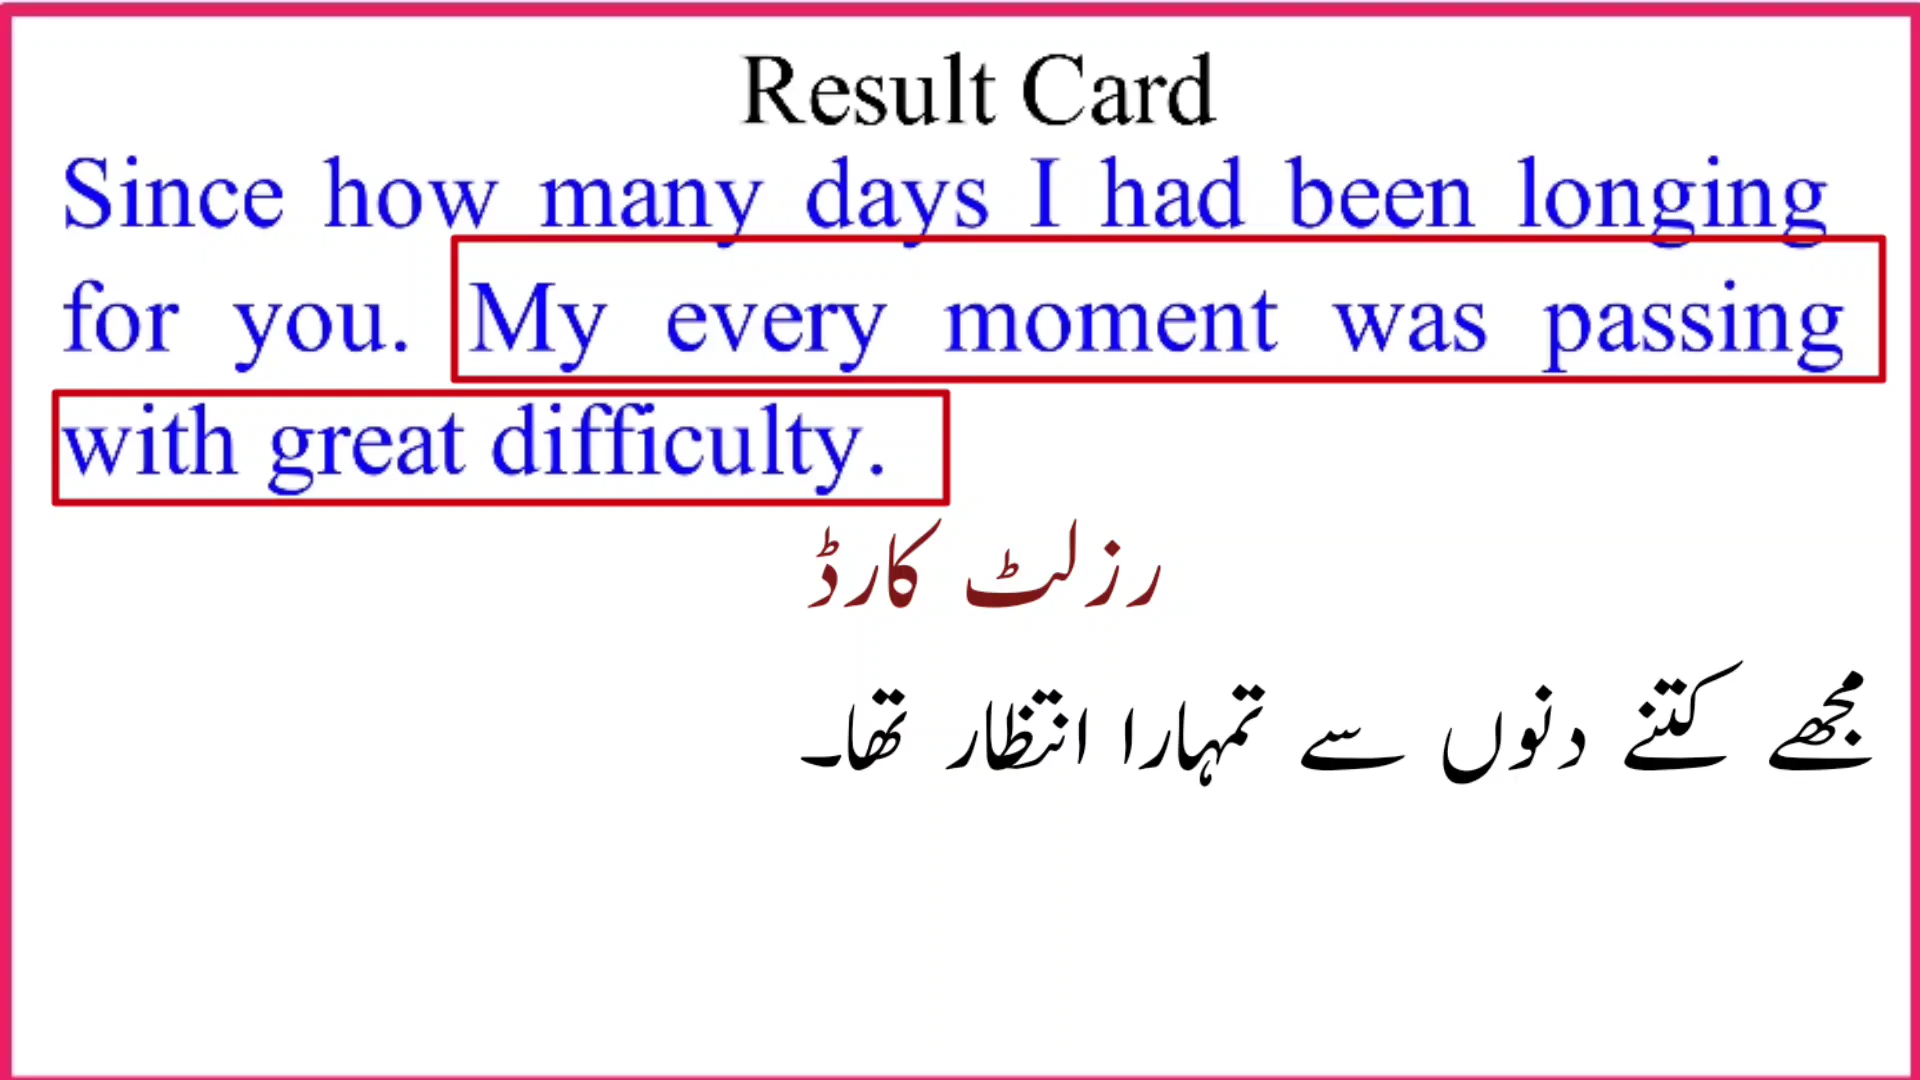 Result Card
Since how many days I had been longing
for you. My every moment was passing
with great difficulty.
رزلٹ کارڈ
مجھے کتنے دنوں سے تمہارا انتظار تھا۔